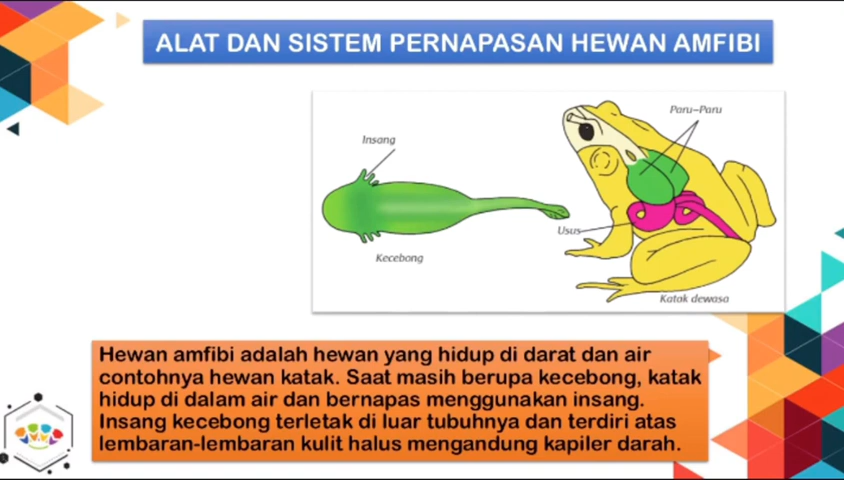 ALAT DAN SISTEM PERNAPASAN HEWAN AMFIBI
Paru-Paru
Insang
Usus
Kecebong
Katak dewasa
Hewan amfibi adalah hewan yang hidup di darat dan air
contohnya hewan katak. Saat masih berupa kecebong, katak
hidup di dalam air dan bernapas menggunakan insang.
Insang kecebong terletak di luar tubuhnya dan terdiri atas
lembaran-lembaran kulit halus mengandung kapiler darah.